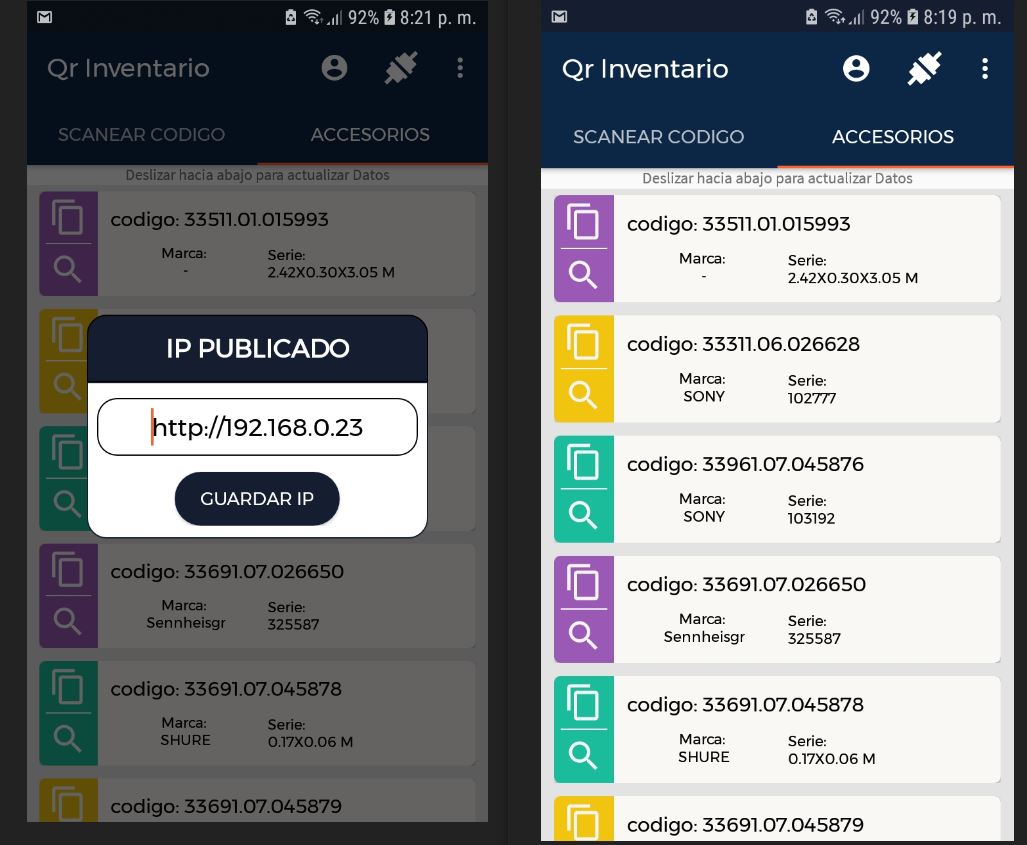 92% 8:21 p. m.
Qr Inventario
SCANEAR CODIGO ACCESORIOS
Deslizar hacia abajo para actualizar Datos
codigo: 33511.01.015993
Marca: Serie:
- 2.42X0.30X3.05 M
IP PUBLICADO
http://192.168.0.23
GUARDAR IP
codigo: 33691.07.026650
Marca: Serie:
Sennheisgr 325587
codigo: 33691.07.045878
Marca: Serie:
SHURE 0.17X0.06 M
codigo: 33691.07.045879
92% 8:19 p. m.
Qr Inventario
SCANEAR CODIGO ACCESORIOS
Deslizar hacia abajo para actualizar Datos
codigo: 33511.01.015993
Marca: Serie:
- 2.42X0.30X3.05 M
codigo: 33311.06.026628
Marca: Serie:
SONY 102777
codigo: 33961.07.045876
Marca: Serie:
SONY 103192
codigo: 33691.07.026650
Marca: Serie:
Sennheisgr 325587
codigo: 33691.07.045878
Marca: Serie:
SHURE 0.17X0.06 M
codigo: 33691.07.045879